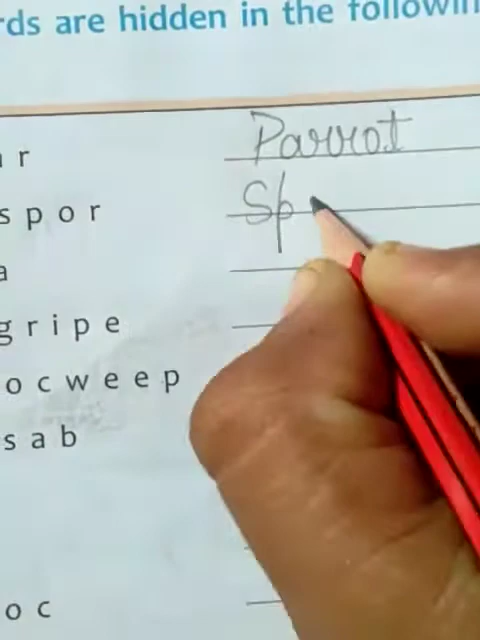 rds are hidden in the followin
r Parrot
s p o r Sp
a
g r i p e
o c w e e p
s a b
o c